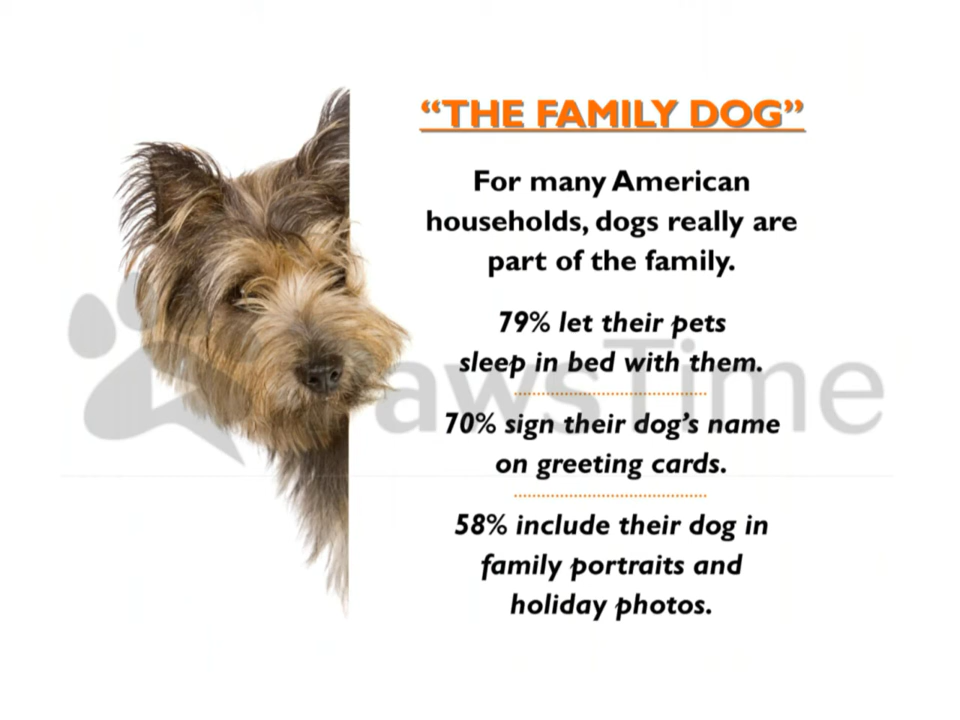 “THE FAMILY DOG”
For many American
households, dogs really are
part of the family.
79% let their pets
sleep in bed with them.
70% sign their dog’s name
on greeting cards.
58% include their dog in
family portraits and
holiday photos.
PawsTime